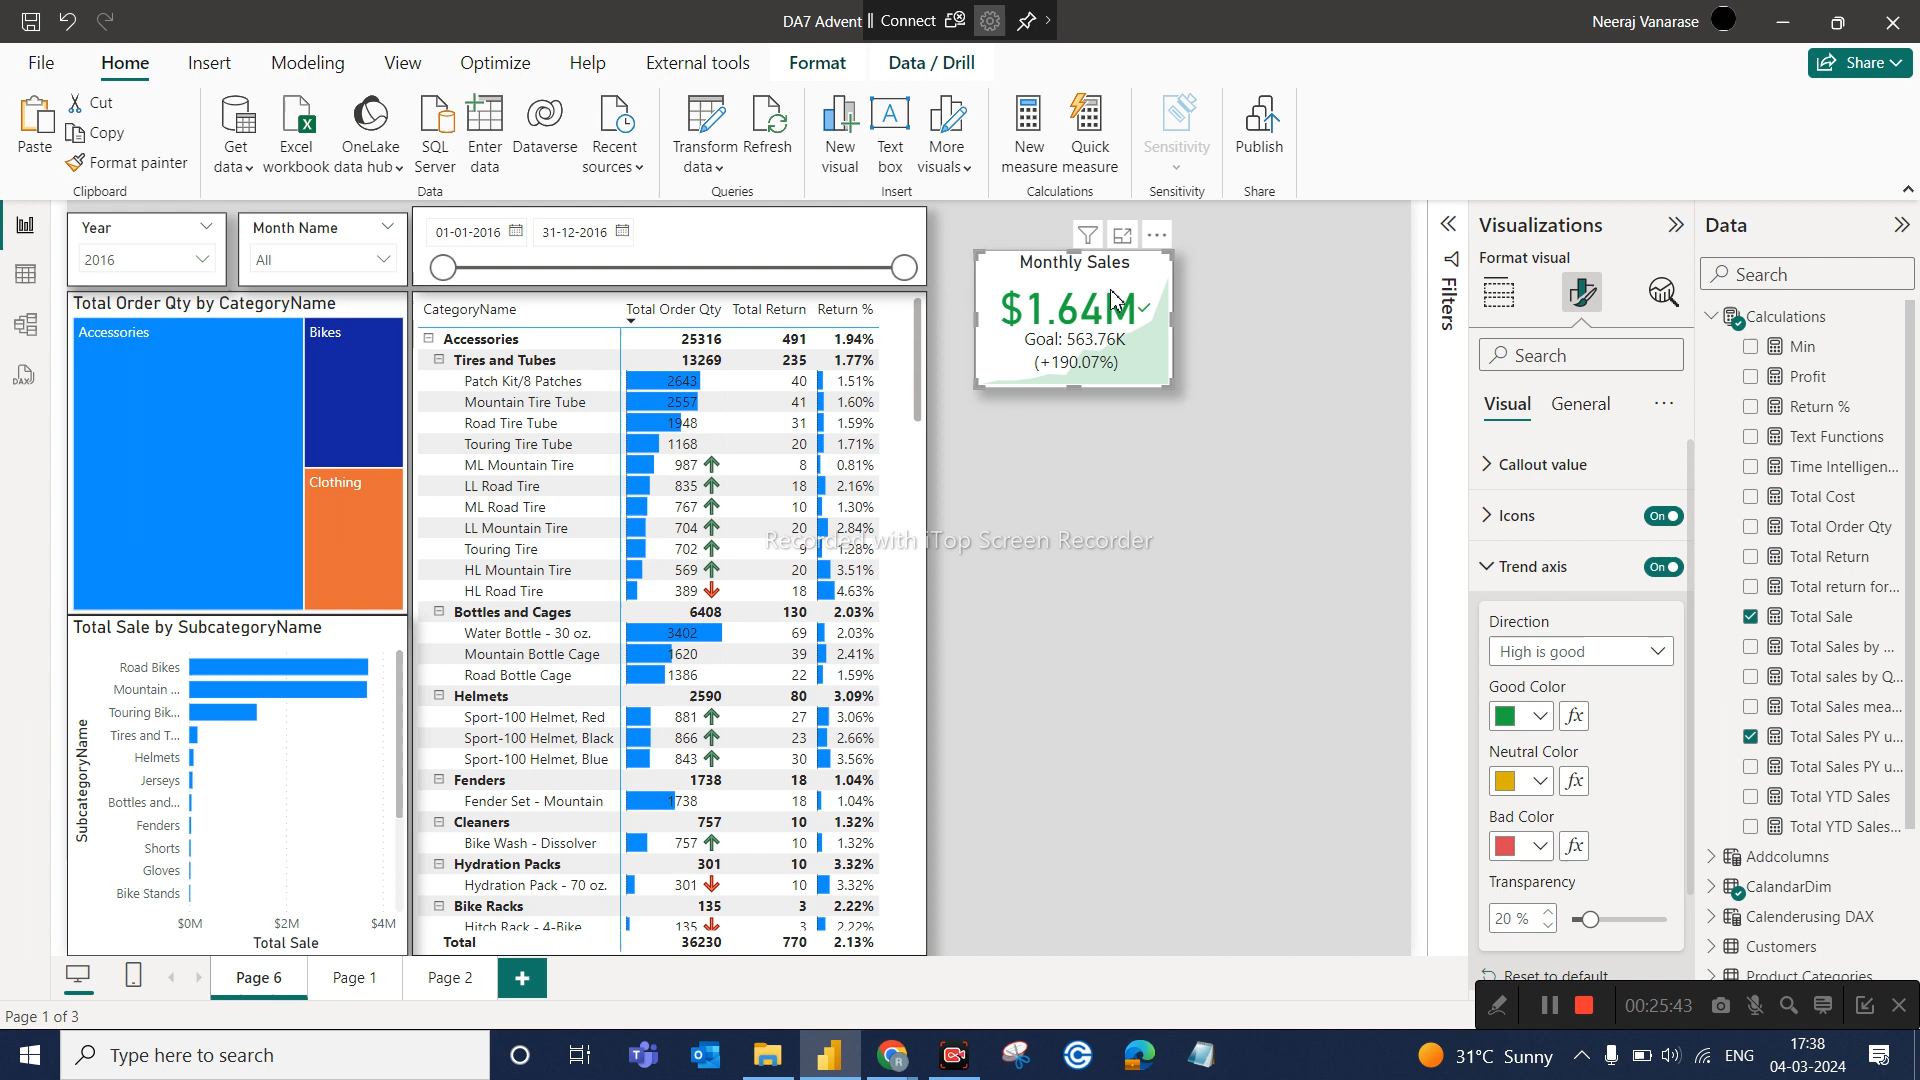 DA7 Advent
Connect
Neeraj Vanarase
File
Home
Insert
Modeling
View
Optimize
Help
External tools
Format
Data / Drill
Share
Paste
Cut
Copy
Format painter
Clipboard
Get data
Excel workbook
OneLake data hub
SQL Server
Enter data
Dataverse
Recent sources
Data
Transform data
Refresh
Queries
New visual
Text box
More visuals
Insert
New measure
Quick measure
Calculations
Sensitivity
Sensitivity
Publish
Share
Year
2016
Month Name
All
01-01-2016
31-12-2016
Total Order Qty by CategoryName
Accessories
Bikes
Clothing
Total Sale by SubcategoryName
SubcategoryName
Road Bikes
Mountain ...
Touring Bik...
Tires and T...
Helmets
Jerseys
Bottles and...
Fenders
Shorts
Gloves
Bike Stands
$0M $2M $4M
Total Sale
CategoryName Total Order Qty Total Return Return %
Accessories 25316 491 1.94%
Tires and Tubes 13269 235 1.77%
Patch Kit/8 Patches 2643 40 1.51%
Mountain Tire Tube 2557 41 1.60%
Road Tire Tube 1948 31 1.59%
Touring Tire Tube 1168 20 1.71%
ML Mountain Tire 987 8 0.81%
LL Road Tire 835 18 2.16%
ML Road Tire 767 10 1.30%
LL Mountain Tire 704 20 2.84%
Touring Tire 702 9 1.28%
HL Mountain Tire 569 20 3.51%
HL Road Tire 389 18 4.63%
Bottles and Cages 6408 130 2.03%
Water Bottle - 30 oz. 3402 69 2.03%
Mountain Bottle Cage 1620 39 2.41%
Road Bottle Cage 1386 22 1.59%
Helmets 2590 80 3.09%
Sport-100 Helmet, Red 881 27 3.06%
Sport-100 Helmet, Black 866 23 2.66%
Sport-100 Helmet, Blue 843 30 3.56%
Fenders 1738 18 1.04%
Fender Set - Mountain 1738 18 1.04%
Cleaners 757 10 1.32%
Bike Wash - Dissolver 757 10 1.32%
Hydration Packs 301 10 3.32%
Hydration Pack - 70 oz. 301 10 3.32%
Bike Racks 135 3 2.22%
Hitch Rack - 4-Bike 135 3 2.22%
Total 36230 770 2.13%
Monthly Sales
$1.64M
Goal: 563.76K
(+190.07%)
Recorded with iTop Screen Recorder
Filters
Visualizations
Format visual
Search
Visual
General
...
Callout value
Icons
On
Trend axis
On
Direction
High is good
Good Color
fx
Neutral Color
fx
Bad Color
fx
Transparency
20 %
Reset to default
Data
Search
Calculations
Min
Profit
Return %
Text Functions
Time Intelligen...
Total Cost
Total Order Qty
Total Return
Total return for...
Total Sale
Total Sales by ...
Total sales by Q...
Total Sales mea...
Total Sales PY u...
Total Sales PY u...
Total YTD Sales
Total YTD Sales...
Addcolumns
CalandarDim
Calenderusing DAX
Customers
Product Categories
Page 6
Page 1
Page 2
Page 1 of 3
00:25:43
Type here to search
31°C Sunny
ENG
17:38
04-03-2024